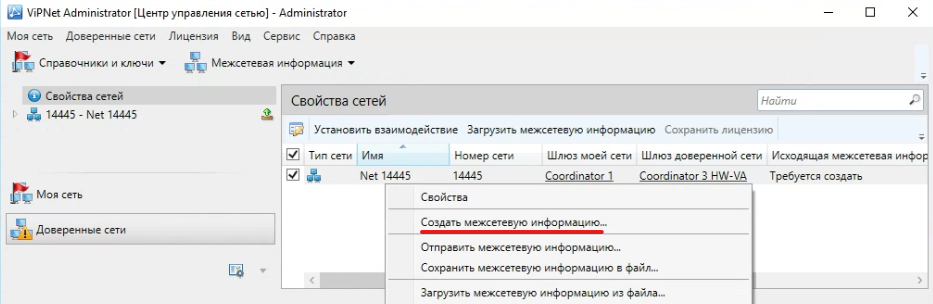 ViPNet Administrator [Центр управления сетью] - Administrator
Моя сеть Доверенные сети Лицензия Вид Сервис Справка
Справочники и ключи Межсетевая информация
Свойства сетей
14445 - Net 14445
Моя сеть
Доверенные сети
Свойства сетей
Найти
Установить взаимодействие Загрузить межсетевую информацию Сохранить лицензию
Тип сети Имя Номер сети Шлюз моей сети Шлюз доверенной сети Исходящая межсетевая инфор
Net 14445 14445 Coordinator 1 Coordinator 3 HW-VA Требуется создать
Свойства
Создать межсетевую информацию...
Отправить межсетевую информацию...
Сохранить межсетевую информацию в файл...
Загрузить межсетевую информацию из файла...